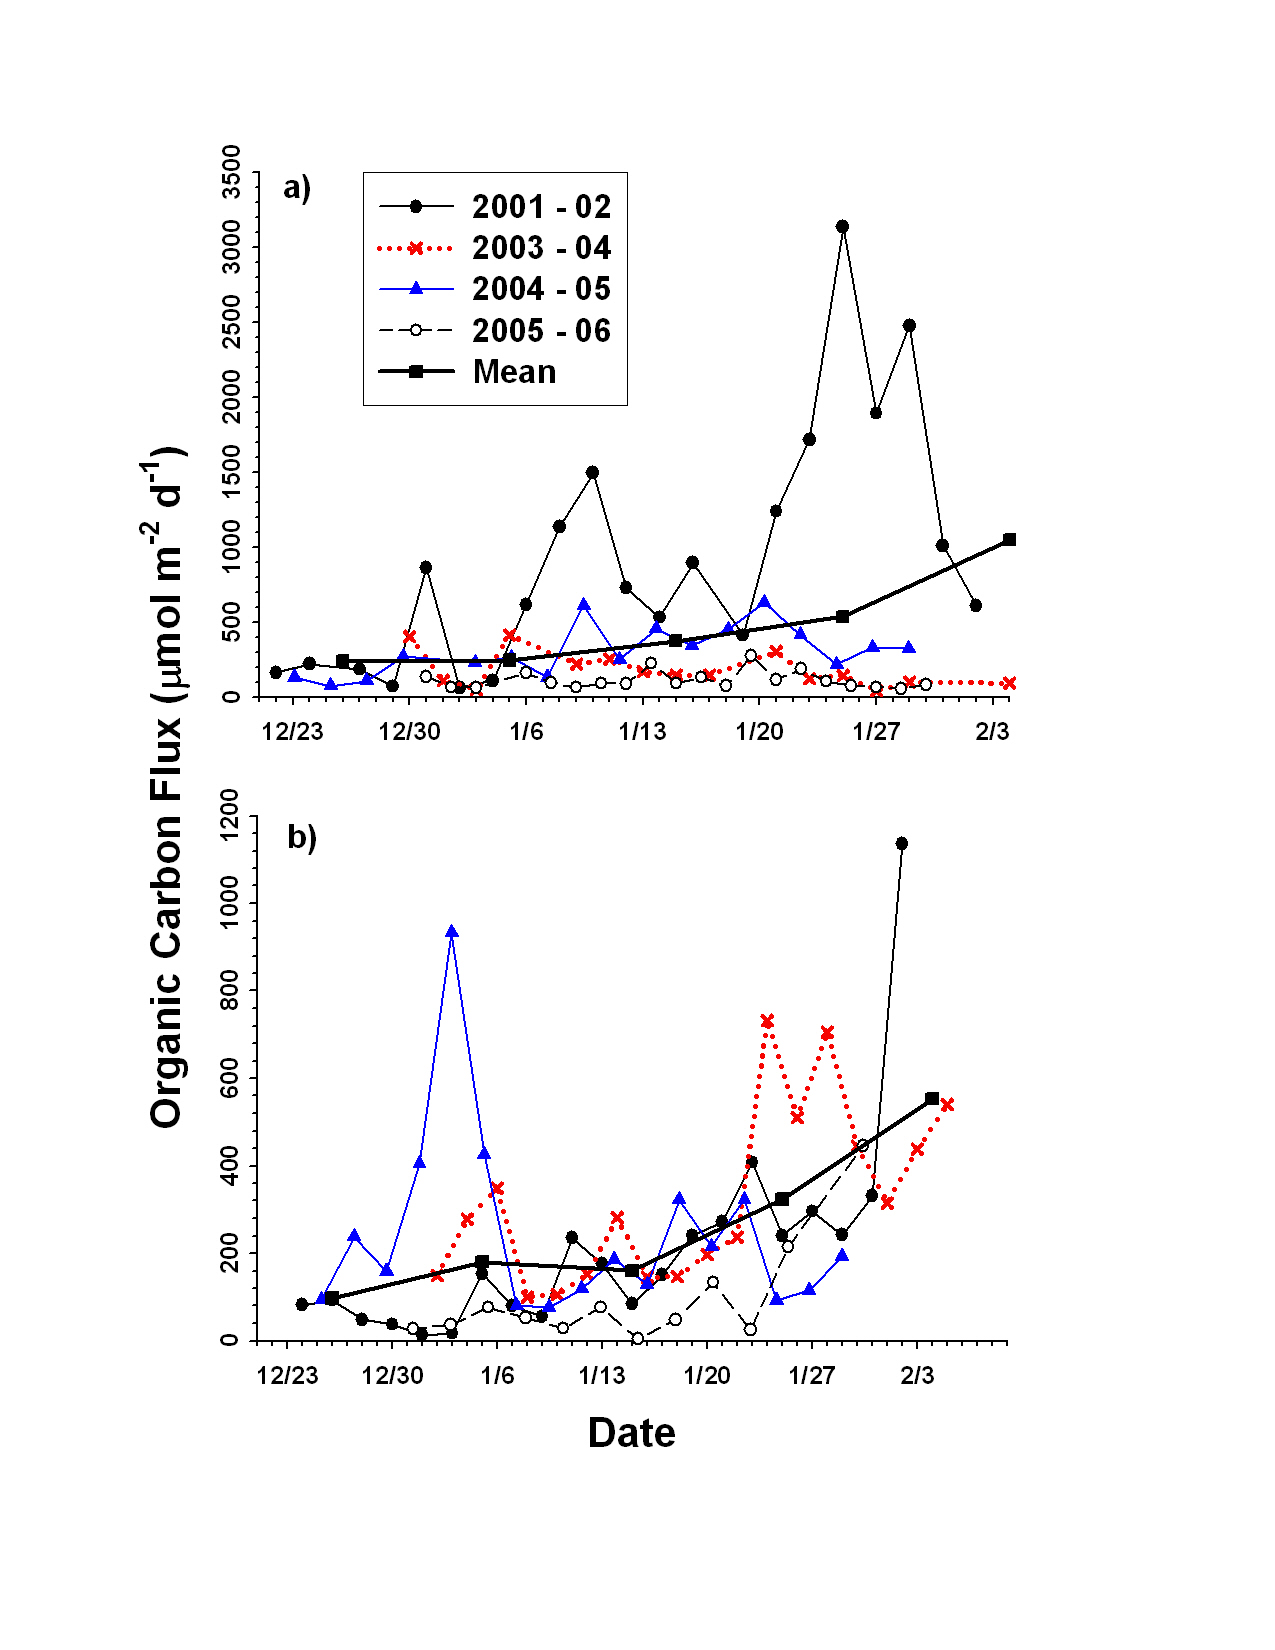 Organic Carbon Flux (µmol m-2 d-1)
a)
2001 - 02
2003 - 04
2004 - 05
2005 - 06
Mean
3500
3000
2500
2000
1500
1000
500
0
12/23 12/30 1/6 1/13 1/20 1/27 2/3
b)
1200
1000
800
600
400
200
0
12/23 12/30 1/6 1/13 1/20 1/27 2/3
Date